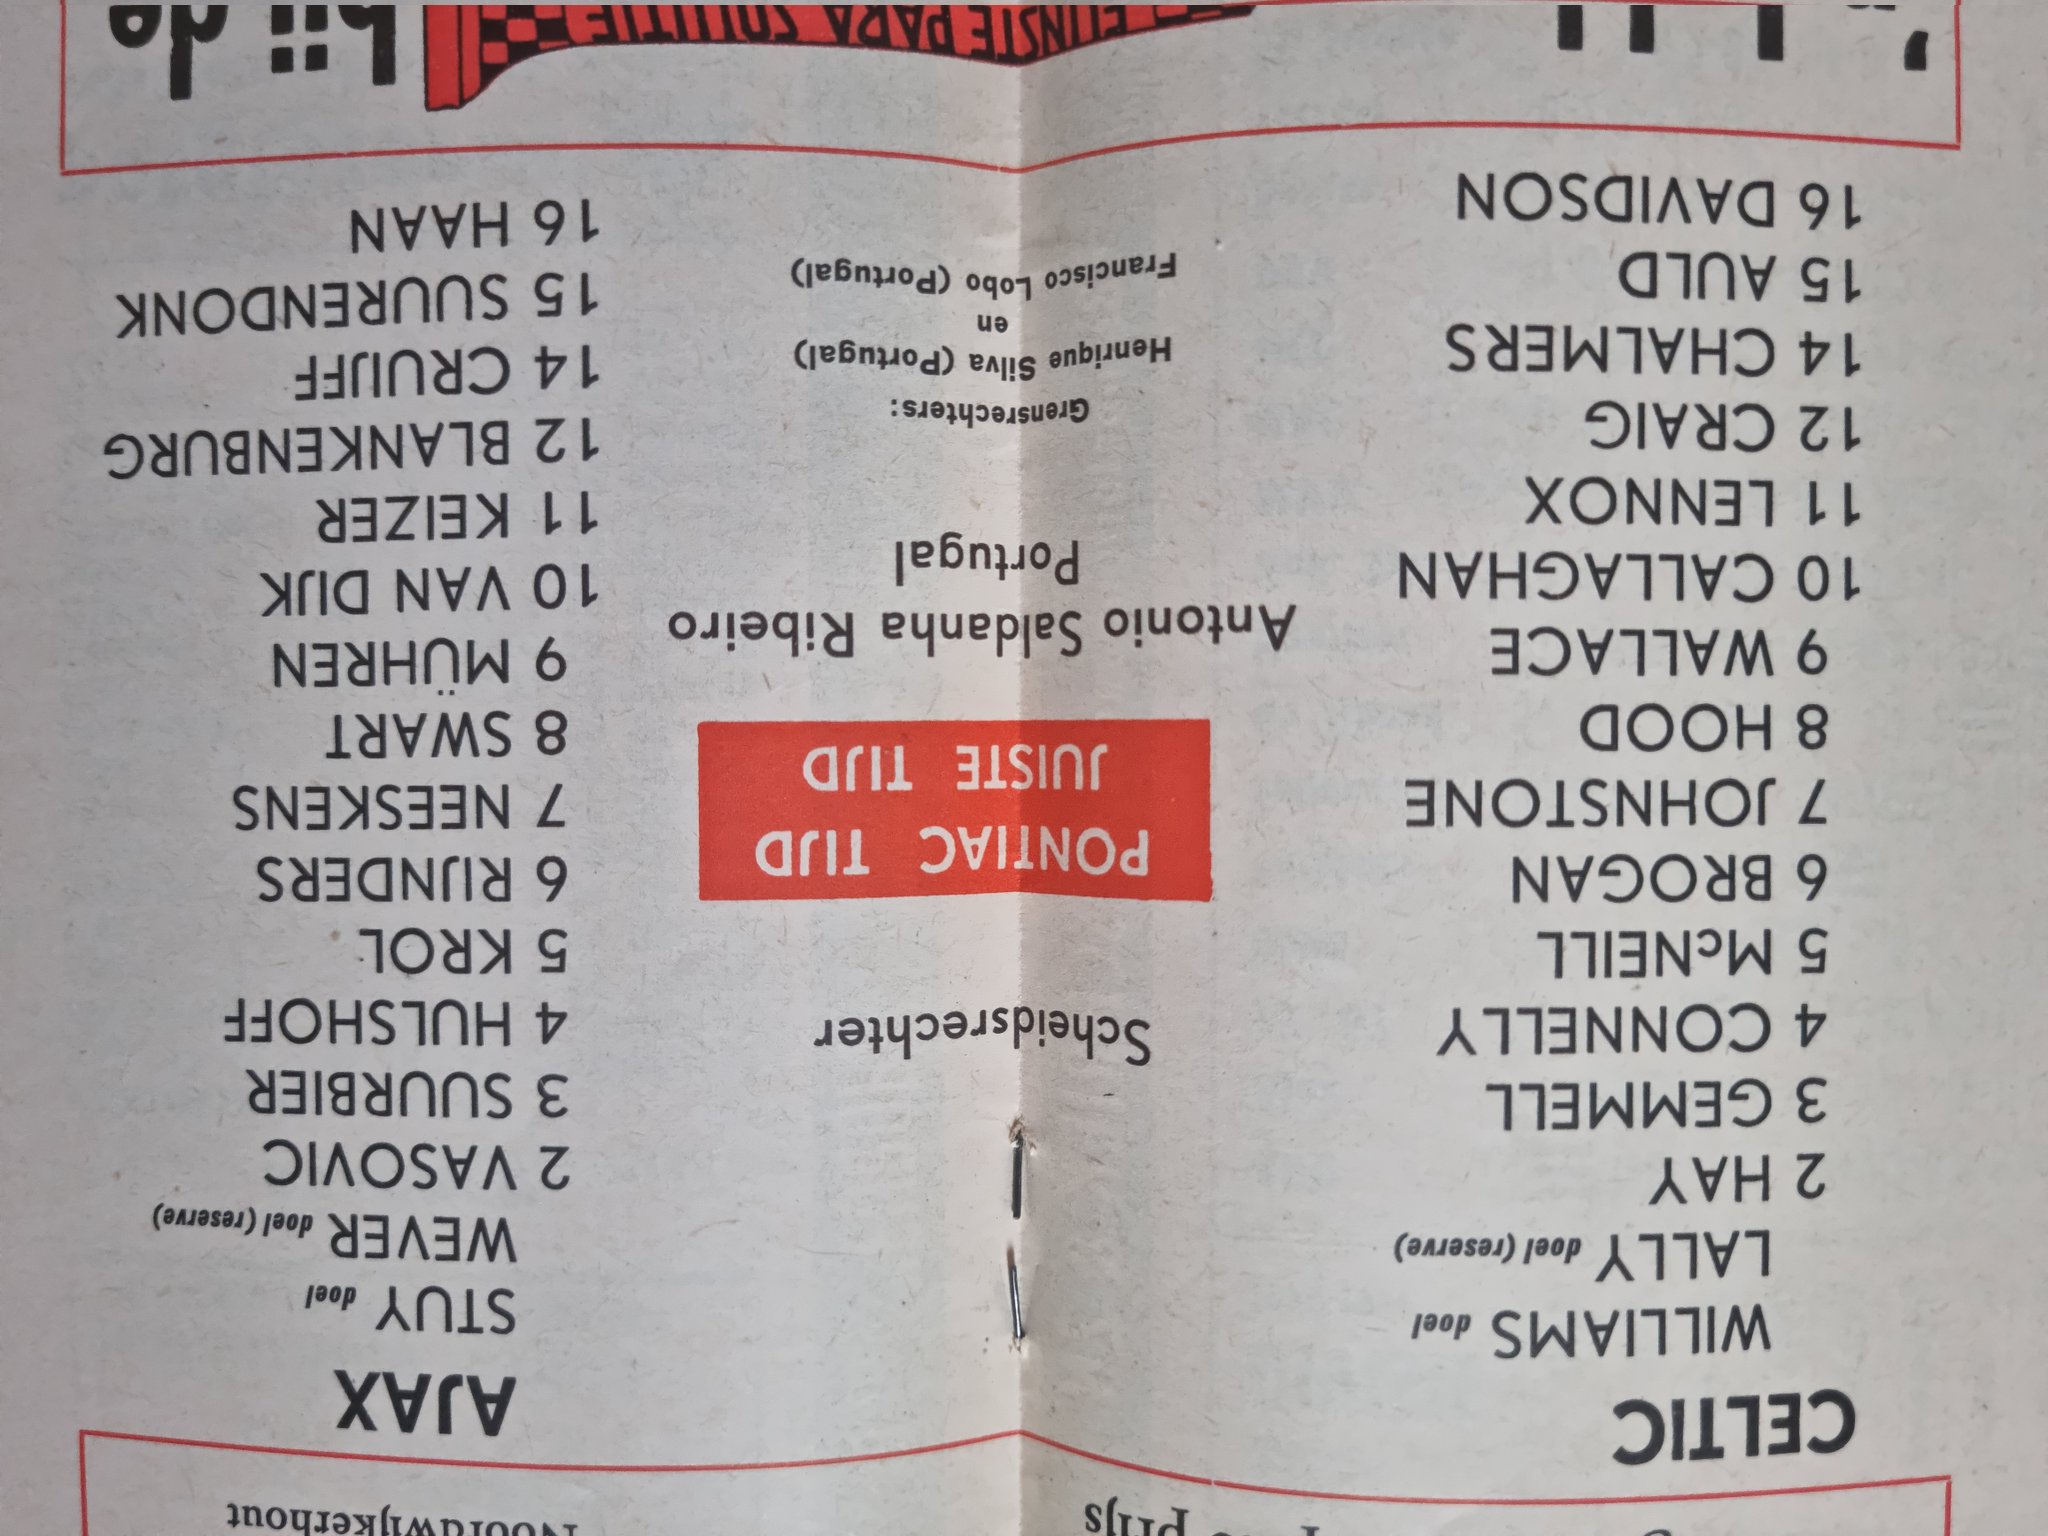 prijs
Noordwijkerhout
CELTIC
WILLIAMS doel
LALLY doel (reserve)
2 HAY
3 GEMMELL
4 CONNELLY
5 McNEILL
6 BROGAN
7 JOHNSTONE
8 HOOD
9 WALLACE
10 CALLAGHAN
11 LENNOX
12 CRAIG
14 CHALMERS
15 AULD
16 DAVIDSON
Scheidsrechter
PONTIAC TIJD
JUISTE TIJD
Antonio Saldanha Ribeiro
Portugal
Grensrechters:
Henrique Silva (Portugal)
en
Francisco Lobo (Portugal)
AJAX
STUY doel
WEVER doel (reserve)
2 VASOVIC
3 SUURBIER
4 HULSHOFF
5 KROL
6 RIJNDERS
7 NEESKENS
8 SWART
9 MÜHREN
10 VAN DIJK
11 KEIZER
12 BLANKENBURG
14 CRUIJFF
15 SUURENDONK
16 HAAN
PARA
bij de